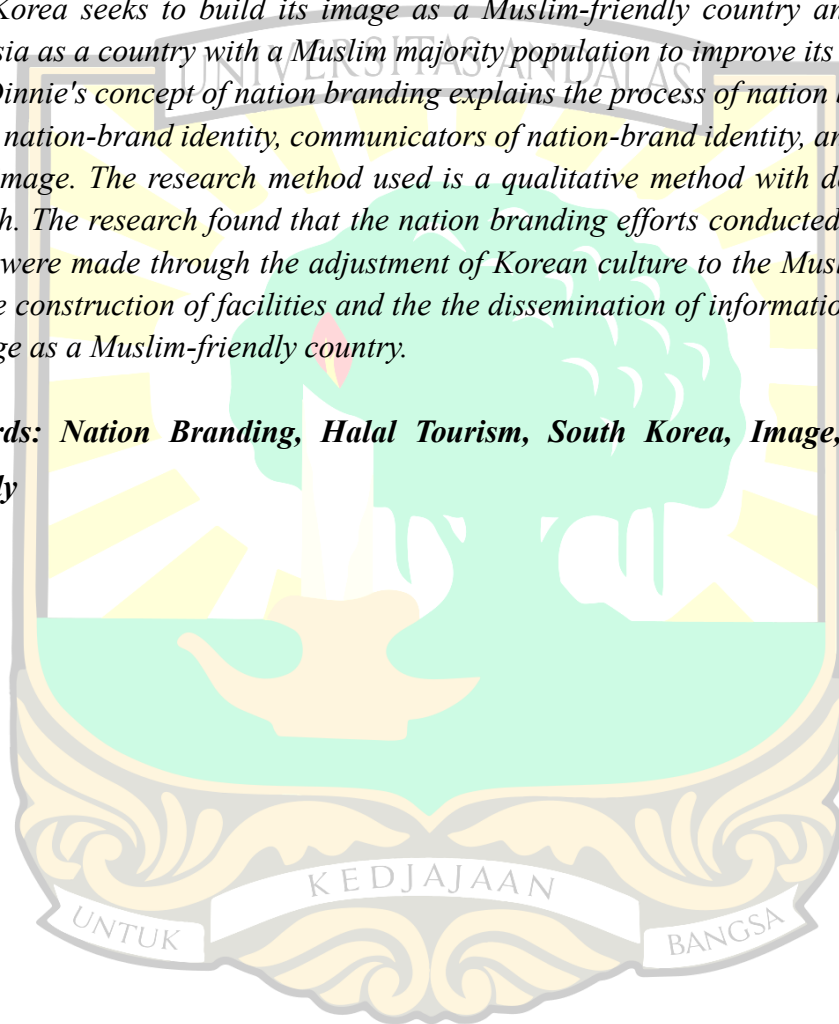 Korea seeks to build its image as a Muslim-friendly country an
sia as a country with a Muslim majority population to improve its
Dinnie's concept of nation branding explains the process of nation
nation-brand identity, communicators of nation-brand identity, an
mage. The research method used is a qualitative method with de
h. The research found that the nation branding efforts conducted
were made through the adjustment of Korean culture to the Musl
e construction of facilities and the the dissemination of informatio
ge as a Muslim-friendly country.
rds: Nation Branding, Halal Tourism, South Korea, Image,
ly
UNIVERSITAS ANDALAS
KEDJAJAAN
UNTUK
BANGSA